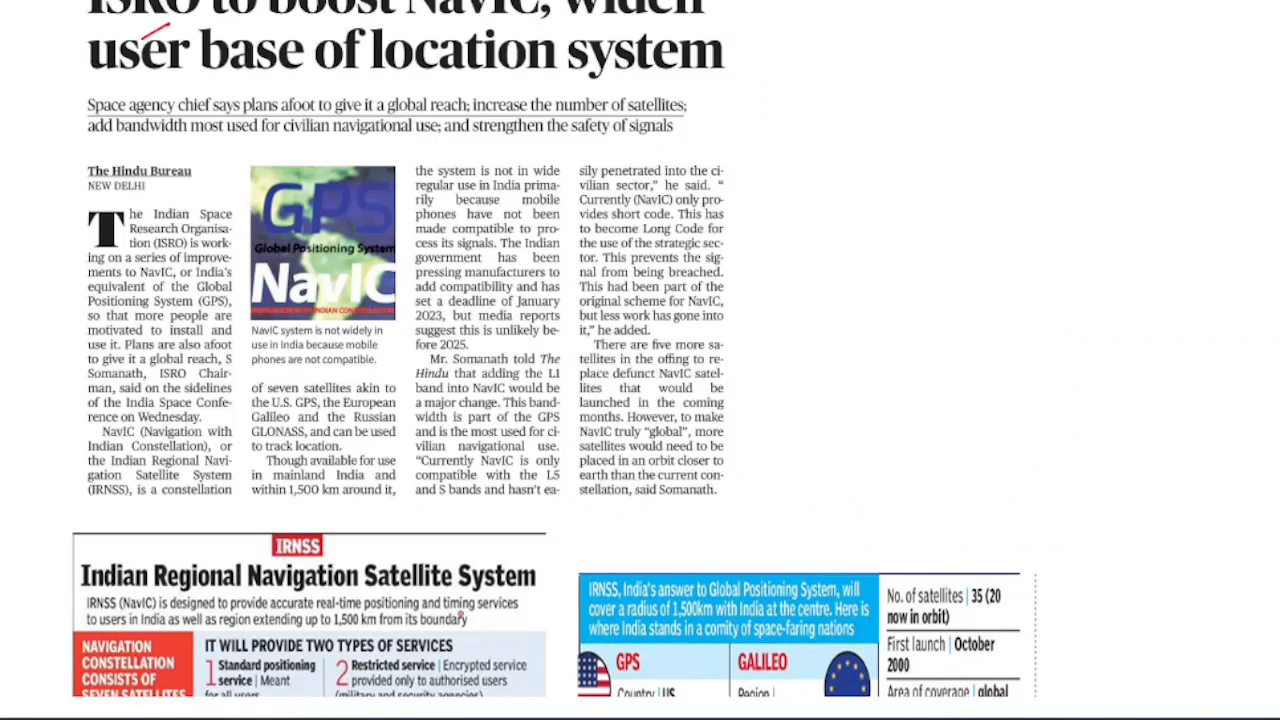 ISRO to boost NavIC, widen
user base of location system
Space agency chief says plans afoot to give it a global reach; increase the number of satellites;
add bandwidth most used for civilian navigational use; and strengthen the safety of signals
The Hindu Bureau
NEW DELHI
The Indian Space
Research Organisa-
tion (ISRO) is work-
ing on a series of improve-
ments to NavIC, or India's
equivalent of the Global
Positioning System (GPS),
so that more people are
motivated to install and
use it. Plans are also afoot
to give it a global reach, S
Somanath, ISRO Chair-
man, said on the sidelines
of the India Space Confe-
rence on Wednesday.
NavIC (Navigation with
Indian Constellation), or
the Indian Regional Navi-
gation Satellite System
(IRNSS), is a constellation
GPS
Global Positioning System
NavIC
INDIAN CONSTELLATION
NavIC system is not widely in
use in India because mobile
phones are not compatible.
of seven satellites akin to
the U.S. GPS, the European
Galileo and the Russian
GLONASS, and can be used
to track location.
Though available for use
in mainland India and
within 1,500 km around it,
the system is not in wide
regular use in India prima-
rily because mobile
phones have not been
made compatible to pro-
cess its signals. The Indian
government has been
pressing manufacturers to
add compatibility and has
set a deadline of January
2023, but media reports
suggest this is unlikely be-
fore 2025.
Mr. Somanath told The
Hindu that adding the L1
band into NavIC would be
a major change. This band-
width is part of the GPS
and is the most used for ci-
vilian navigational use.
"Currently NavIC is only
compatible with the L5
and S bands and hasn't ea-
sily penetrated into the ci-
vilian sector," he said. "
Currently (NavIC) only pro-
vides short code. This has
to become Long Code for
the use of the strategic sec-
tor. This prevents the sig-
nal from being breached.
This had been part of the
original scheme for NavIC,
but less work has gone into
it," he added.
There are five more sa-
tellites in the offing to re-
place defunct NavIC satel-
lites that would be
launched in the coming
months. However, to make
NavIC truly "global", more
satellites would need to be
placed in an orbit closer to
earth than the current con-
stellation, said Somanath.
IRNSS
Indian Regional Navigation Satellite System
IRNSS (NavIC) is designed to provide accurate real-time positioning and timing services
to users in India as well as region extending up to 1,500 km from its boundary
NAVIGATION
CONSTELLATION
CONSISTS OF
SEVEN SATELLITES
IT WILL PROVIDE TWO TYPES OF SERVICES
1 Standard positioning
service | Meant
for all users
2 Restricted service | Encrypted service
provided only to authorised users
(military and security agencies)
IRNSS, India's answer to Global Positioning System, will
cover a radius of 1,500km with India at the centre. Here is
where India stands in a comity of space-faring nations
GPS
Country | US
GALILEO
Region |
No. of satellites | 35 (20
now in orbit)
First launch | October
2000
Area of coverage | global